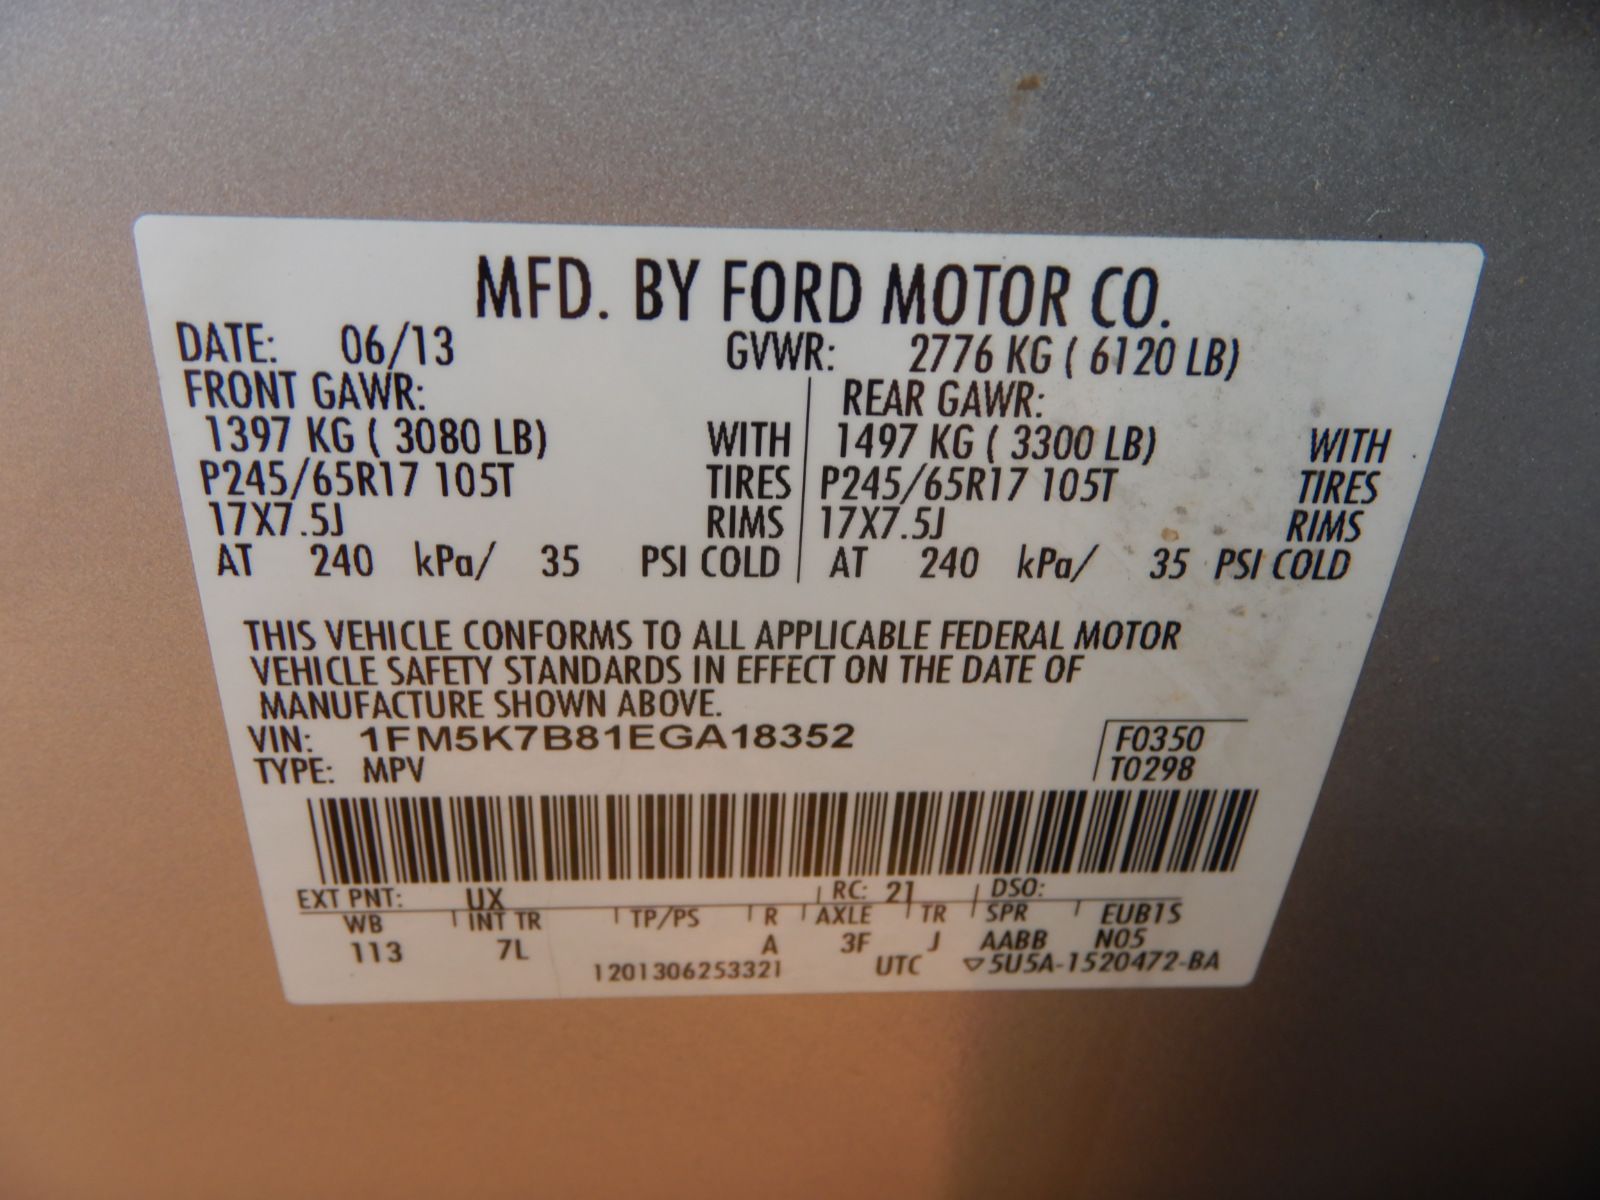 MFD. BY FORD MOTOR CO.
DATE: 06/13 GVWR: 2776 KG ( 6120 LB)
FRONT GAWR: REAR GAWR:
1397 KG ( 3080 LB) WITH 1497 KG ( 3300 LB) WITH
P245/65R17 105T TIRES P245/65R17 105T TIRES
17X7.5J RIMS 17X7.5J RIMS
AT 240 kPa/ 35 PSI COLD AT 240 kPa/ 35 PSI COLD
THIS VEHICLE CONFORMS TO ALL APPLICABLE FEDERAL MOTOR
VEHICLE SAFETY STANDARDS IN EFFECT ON THE DATE OF
MANUFACTURE SHOWN ABOVE.
VIN: 1FM5K7B81EGA18352 F0350
TYPE: MPV T0298
EXT PNT: UX RC: 21 DSO:
WB INT TR TP/PS R AXLE TR SPR EUB1S
113 7L A 3F J AABB N05
1201306253321 UTC ▽5U5A-1520472-BA